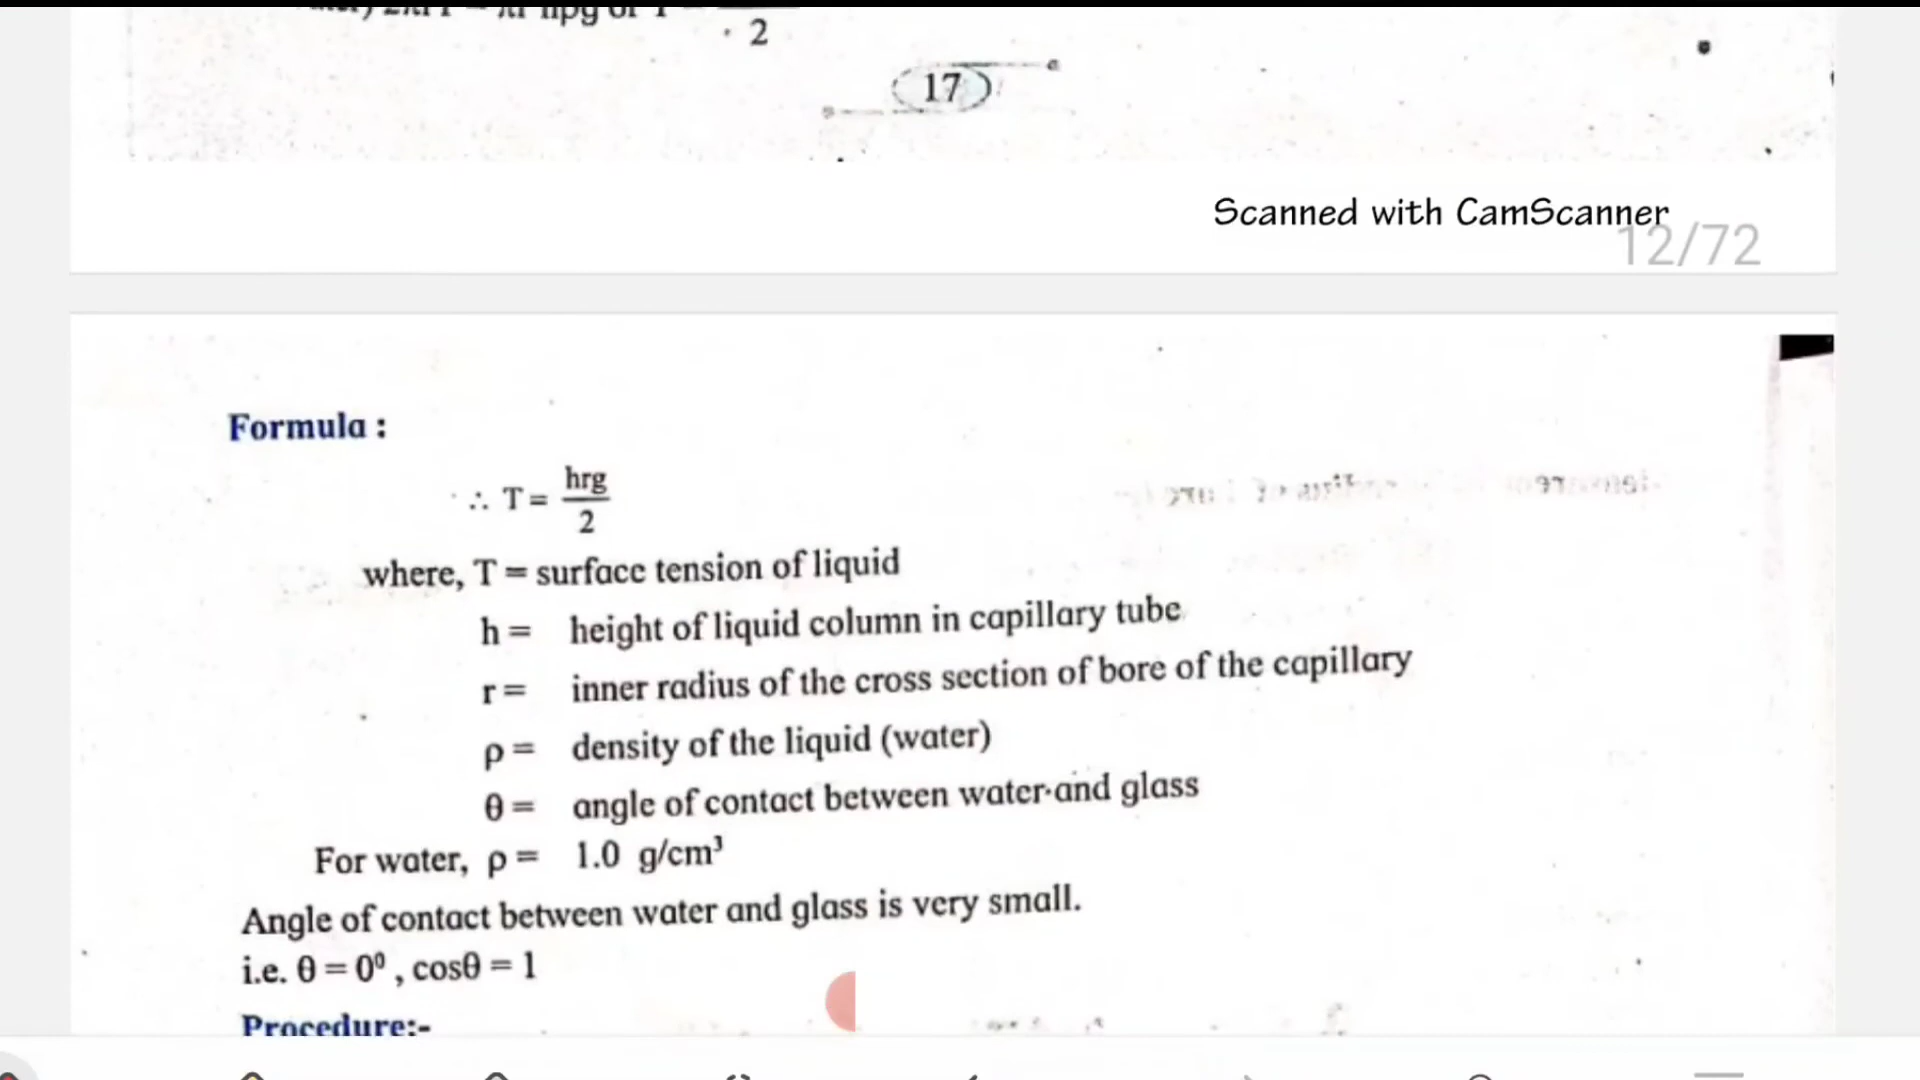 πr hρg or T =
2
17
Scanned with CamScanner
12/72
Formula :
∴ T = hrg
2
where, T = surface tension of liquid
h = height of liquid column in capillary tube
r = inner radius of the cross section of bore of the capillary
ρ = density of the liquid (water)
θ = angle of contact between water and glass
For water, ρ = 1.0 g/cm³
Angle of contact between water and glass is very small.
i.e. θ = 0⁰ , cosθ = 1
Procedure:-